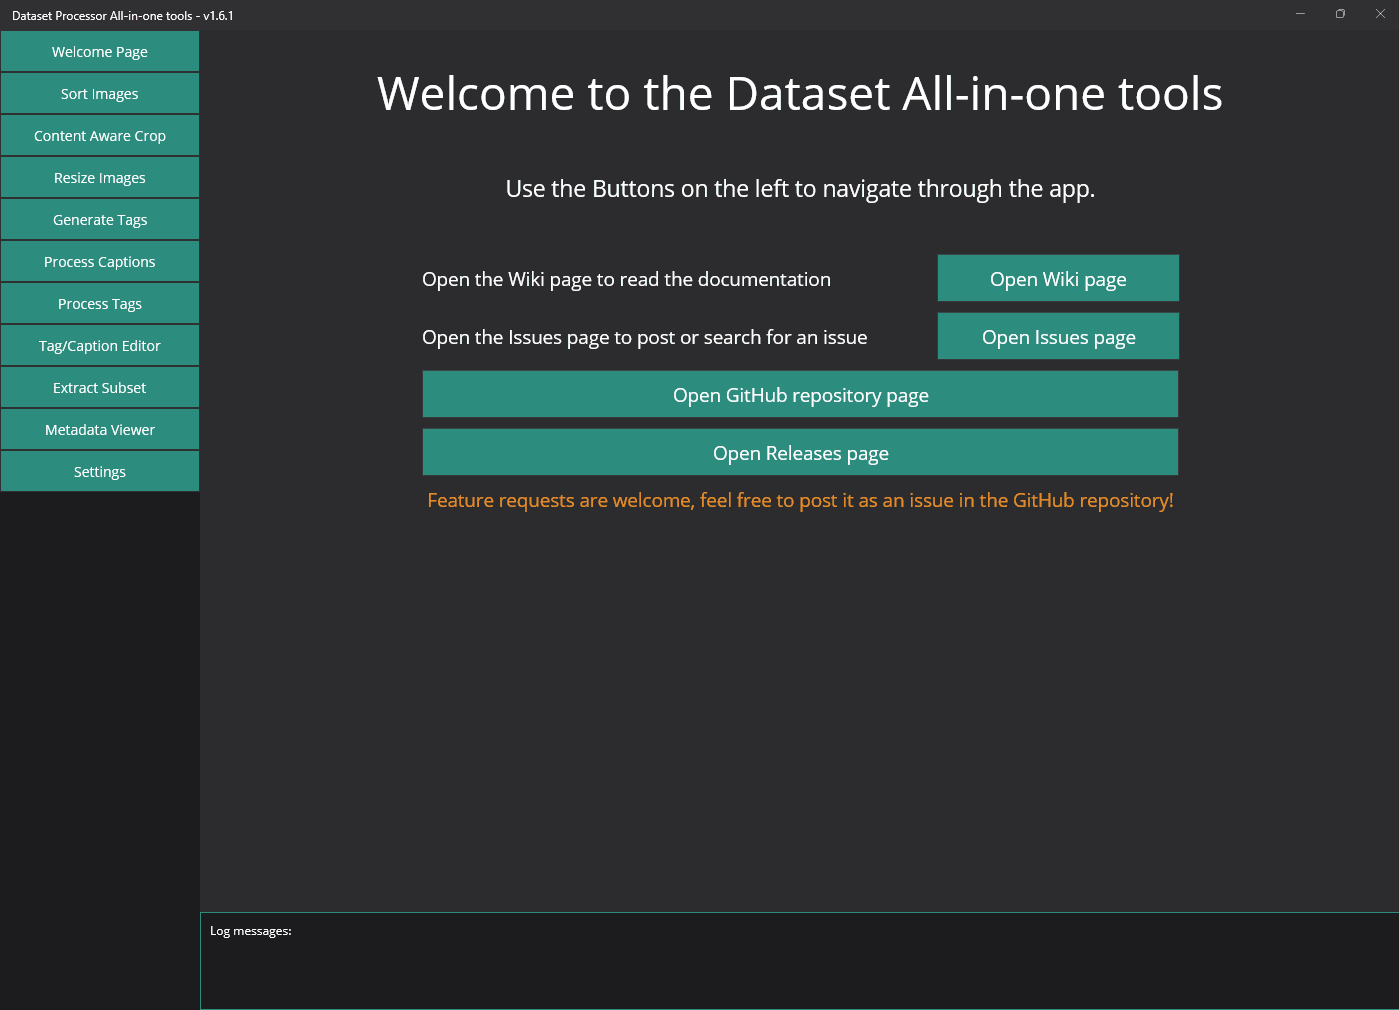 Dataset Processor All-in-one tools - v1.6.1
Welcome Page
Sort Images
Content Aware Crop
Resize Images
Generate Tags
Process Captions
Process Tags
Tag/Caption Editor
Extract Subset
Metadata Viewer
Settings
Welcome to the Dataset All-in-one tools
Use the Buttons on the left to navigate through the app.
Open the Wiki page to read the documentation
Open Wiki page
Open the Issues page to post or search for an issue
Open Issues page
Open GitHub repository page
Open Releases page
Feature requests are welcome, feel free to post it as an issue in the GitHub repository!
Log messages: